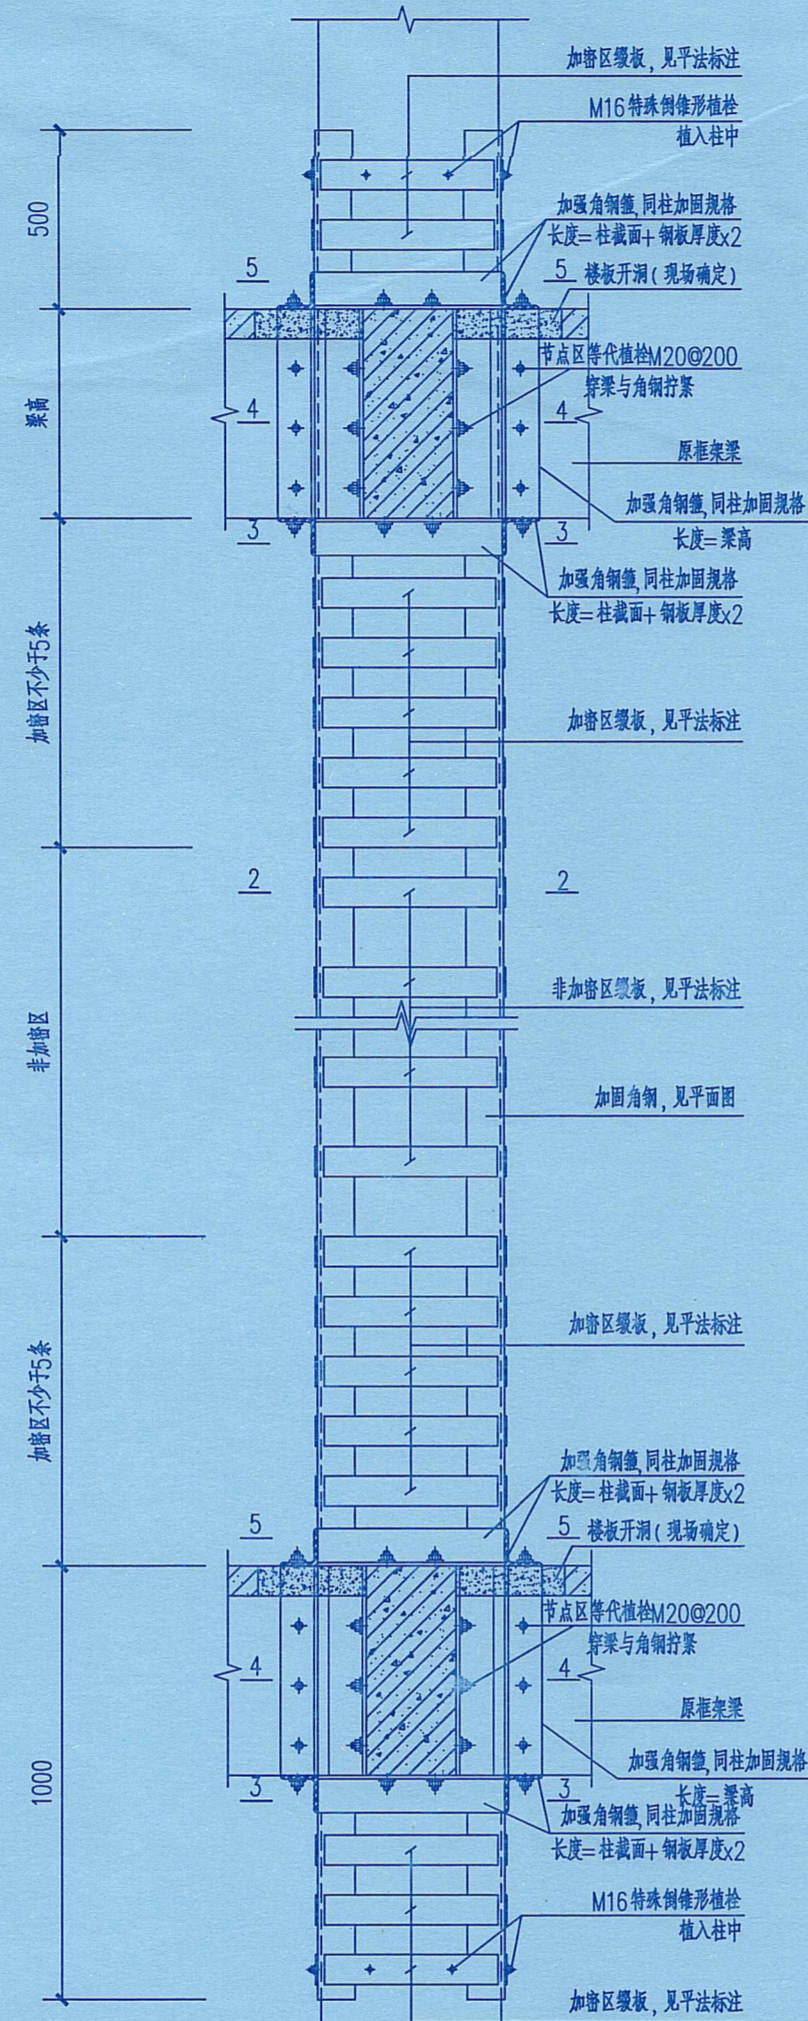 加密区缀板，见平法标注
M16特殊倒锥形植栓
植入柱中
500
加强角钢箍,同柱加固规格
长度=柱截面+钢板厚度x2
5
5
楼板开洞(现场确定)
节点区等代植栓M20@200
穿梁与角钢拧紧
梁高
4
4
原框架梁
加强角钢箍,同柱加固规格
长度=梁高
3
3
加强角钢箍,同柱加固规格
长度=柱截面+钢板厚度x2
加密区不少于5条
加密区缀板，见平法标注
2
2
非加密区缀板，见平法标注
非加密区
加固角钢，见平面图
加密区缀板，见平法标注
加密区不少于5条
加强角钢箍,同柱加固规格
长度=柱截面+钢板厚度x2
5
5
楼板开洞(现场确定)
节点区等代植栓M20@200
穿梁与角钢拧紧
4
4
原框架梁
加强角钢箍,同柱加固规格
长度=梁高
1000
3
3
加强角钢箍,同柱加固规格
长度=柱截面+钢板厚度x2
M16特殊倒锥形植栓
植入柱中
加密区缀板，见平法标注